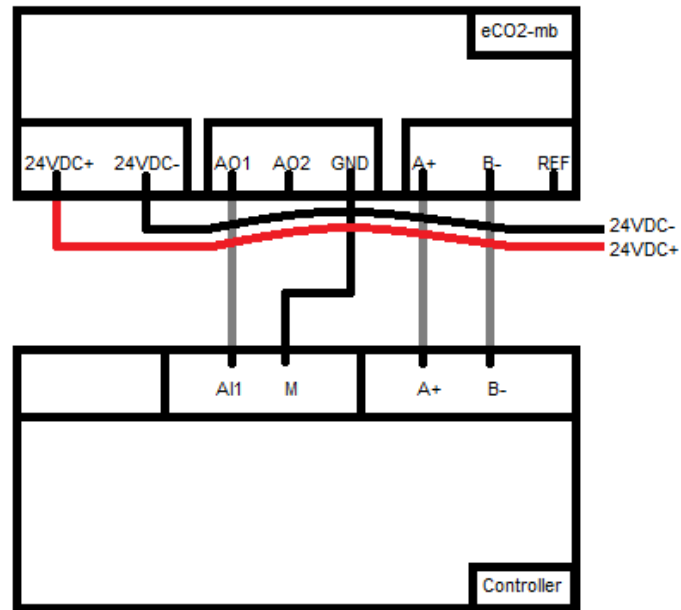 eCO2-mb
24VDC+ 24VDC- AO1 AO2 GND A+ B- REF
24VDC-
24VDC+
AI1 M A+ B-
Controller